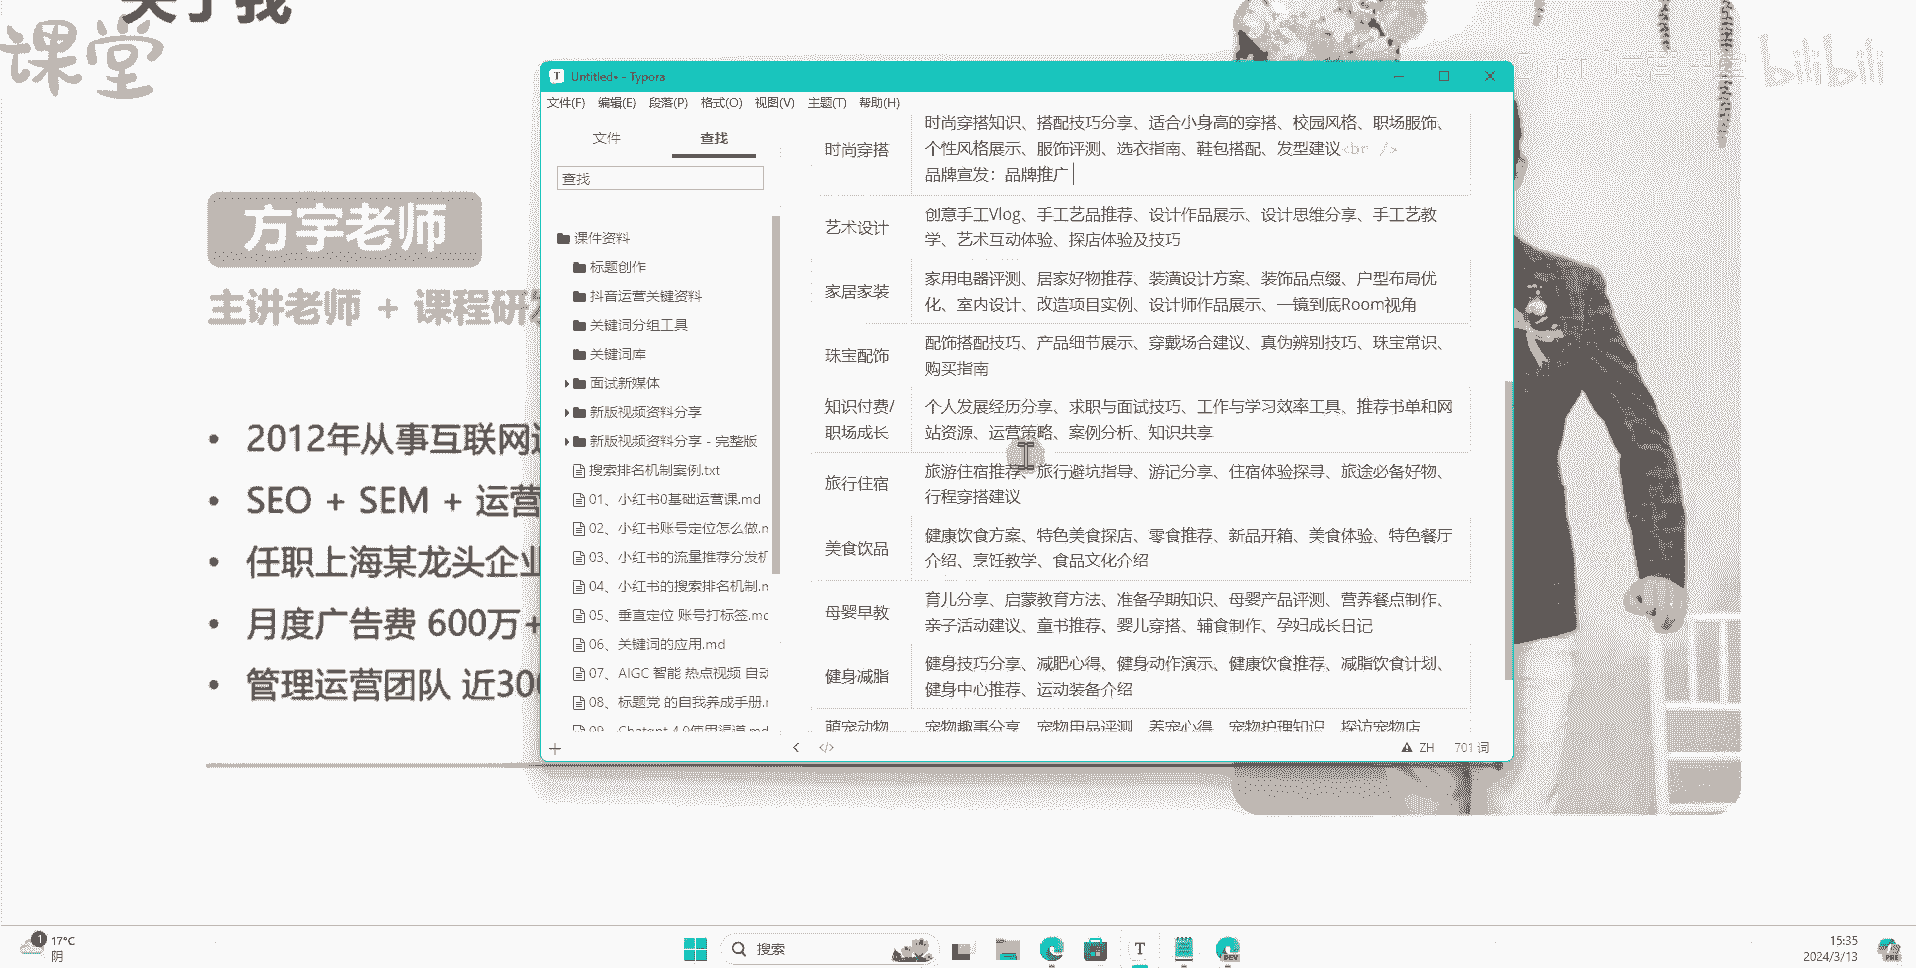 关于我
课堂
bilibili
方宇老师
主讲老师 + 课程研发
2012年从事互联网
SEO + SEM + 运营
任职上海某龙头企业
月度广告费 600万+
管理运营团队 近300
Untitled• - Typora
文件(F) 编辑(E) 段落(P) 格式(O) 视图(V) 主题(T) 帮助(H)
文件 查找
查找
课件资料
标题创作
抖音运营关键资料
关键词分组工具
关键词库
面试新媒体
新版视频资料分享
新版视频资料分享 - 完整版
搜索排名机制案例.txt
01、小红书0基础运营课.md
02、小红书账号定位怎么做.m
03、小红书的流量推荐分发机
04、小红书的搜索排名机制.m
05、垂直定位 账号打标签.md
06、关键词的应用.md
07、AIGC 智能 热点视频 自动
08、标题党 的自我养成手册.m
09、Chatgpt 4.0使用渠道.md
时尚穿搭
时尚穿搭知识、搭配技巧分享、适合小身高的穿搭、校园风格、职场服饰、
个性风格展示、服饰评测、选衣指南、鞋包搭配、发型建议<br />
品牌宣发：品牌推广
艺术设计
创意手工Vlog、手工艺品推荐、设计作品展示、设计思维分享、手工艺教
学、艺术互动体验、探店体验及技巧
家居家装
家用电器评测、居家好物推荐、装潢设计方案、装饰品点缀、户型布局优
化、室内设计、改造项目实例、设计师作品展示、一镜到底Room视角
珠宝配饰
配饰搭配技巧、产品细节展示、穿戴场合建议、真伪辨别技巧、珠宝常识、
购买指南
知识付费/
职场成长
个人发展经历分享、求职与面试技巧、工作与学习效率工具、推荐书单和网
站资源、运营策略、案例分析、知识共享
旅行住宿
旅游住宿推荐、旅行避坑指导、游记分享、住宿体验探寻、旅途必备好物、
行程穿搭建议
美食饮品
健康饮食方案、特色美食探店、零食推荐、新品开箱、美食体验、特色餐厅
介绍、烹饪教学、食品文化介绍
母婴早教
育儿分享、启蒙教育方法、准备孕期知识、母婴产品评测、营养餐点制作、
亲子活动建议、童书推荐、婴儿穿搭、辅食制作、孕妇成长日记
健身减脂
健身技巧分享、减肥心得、健身动作演示、健康饮食推荐、减脂饮食计划、
健身中心推荐、运动装备介绍
萌宠动物
宠物趣事分享、宠物用品评测、养宠心得、宠物护理知识、探访宠物店
ZH 701 词
1 17°C
阴
搜索
15:35
2024/3/13